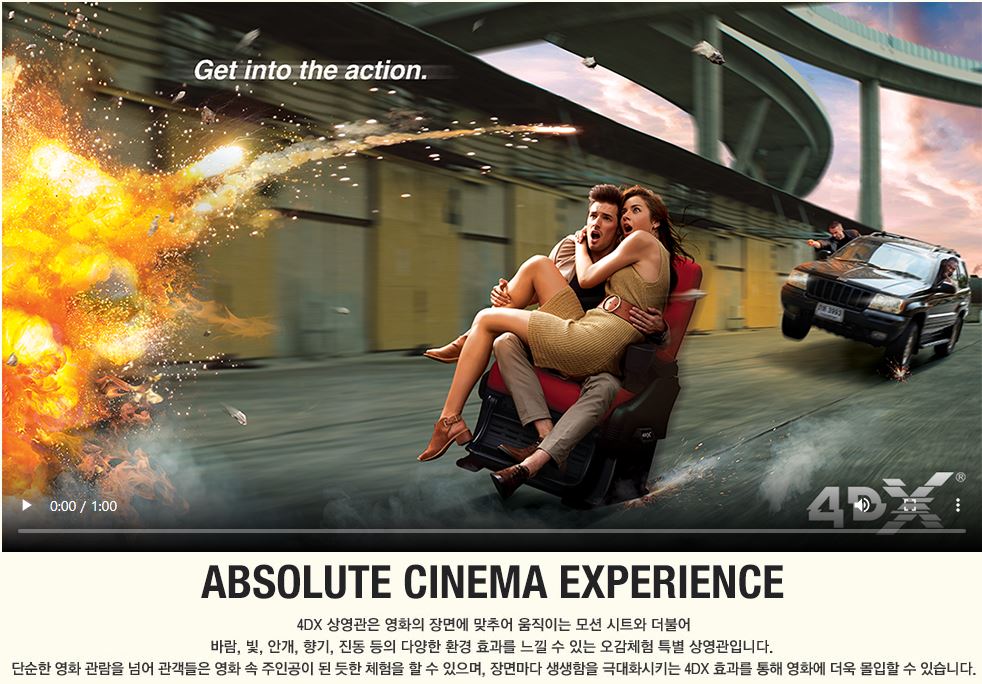 Get into the action.
0:00 / 1:00
4DX®
ABSOLUTE CINEMA EXPERIENCE
4DX 상영관은 영화의 장면에 맞추어 움직이는 모션 시트와 더불어
바람, 빛, 안개, 향기, 진동 등의 다양한 환경 효과를 느낄 수 있는 오감체험 특별 상영관입니다.
단순한 영화 관람을 넘어 관객들은 영화 속 주인공이 된 듯한 체험을 할 수 있으며, 장면마다 생생함을 극대화시키는 4DX 효과를 통해 영화에 더욱 몰입할 수 있습니다.